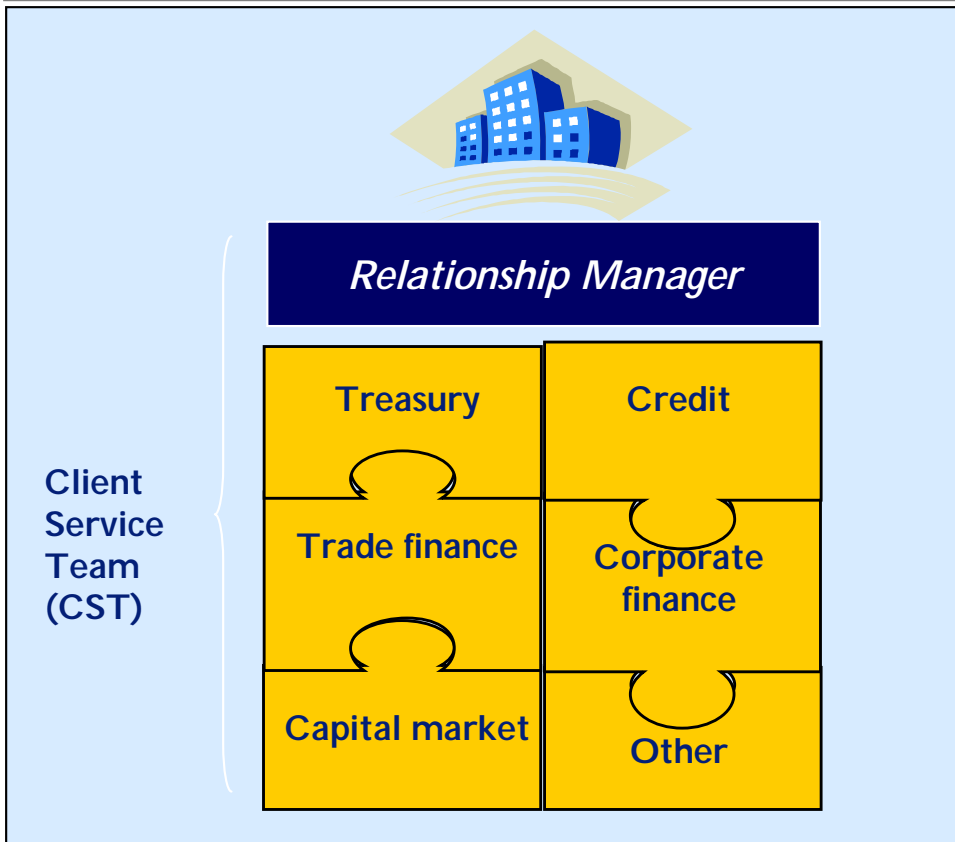 Relationship Manager
Treasury
Credit
Client
Service
Team
(CST)
Trade finance
Corporate
finance
Capital market
Other